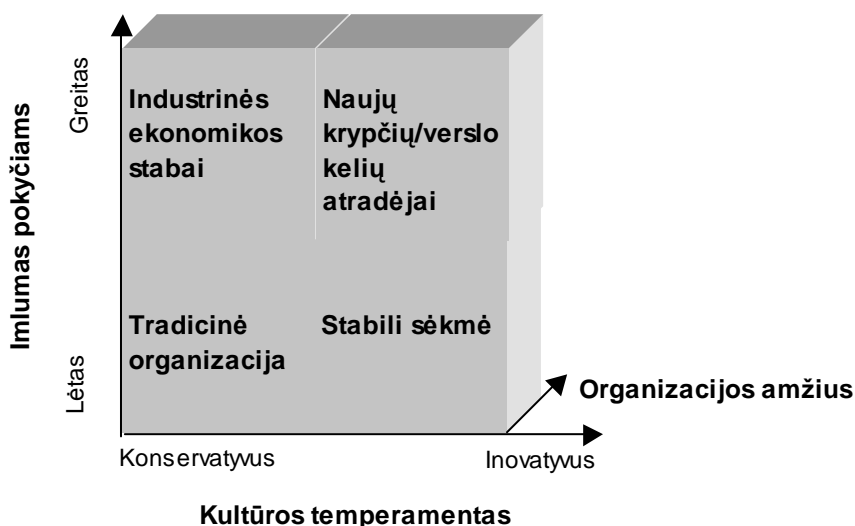 Imlumas pokyčiams
Greitas
Lėtas
Industrinės
ekonomikos
stabai
Naujų
krypčių/verslo
kelių
atradėjai
Tradicinė
organizacija
Stabili sėkmė
Organizacijos amžius
Konservatyvus
Inovatyvus
Kultūros temperamentas